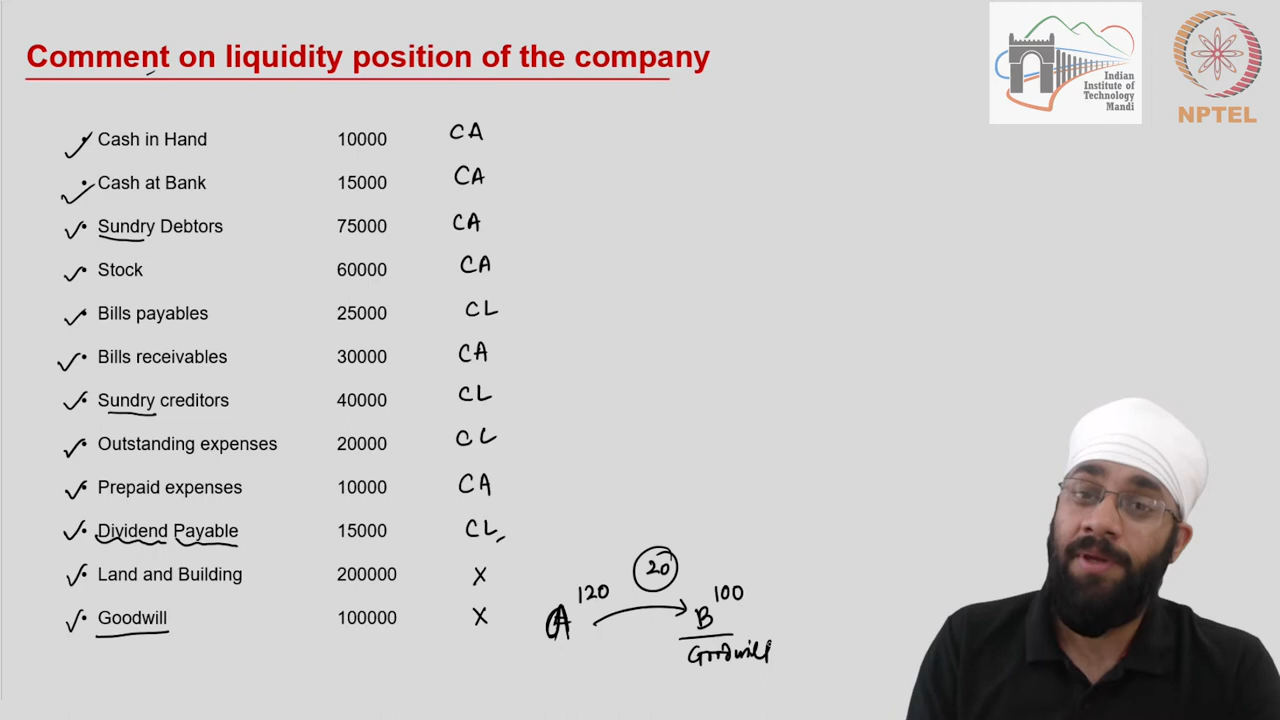 Comment on liquidity position of the company
Indian
Institute of
Technology
Mandi
NPTEL
Cash in Hand 10000 CA
Cash at Bank 15000 CA
Sundry Debtors 75000 CA
Stock 60000 CA
Bills payables 25000 CL
Bills receivables 30000 CA
Sundry creditors 40000 CL
Outstanding expenses 20000 CL
Prepaid expenses 10000 CA
Dividend Payable 15000 CL
Land and Building 200000 X
Goodwill 100000 X
20
A 120 B 100
Goodwill